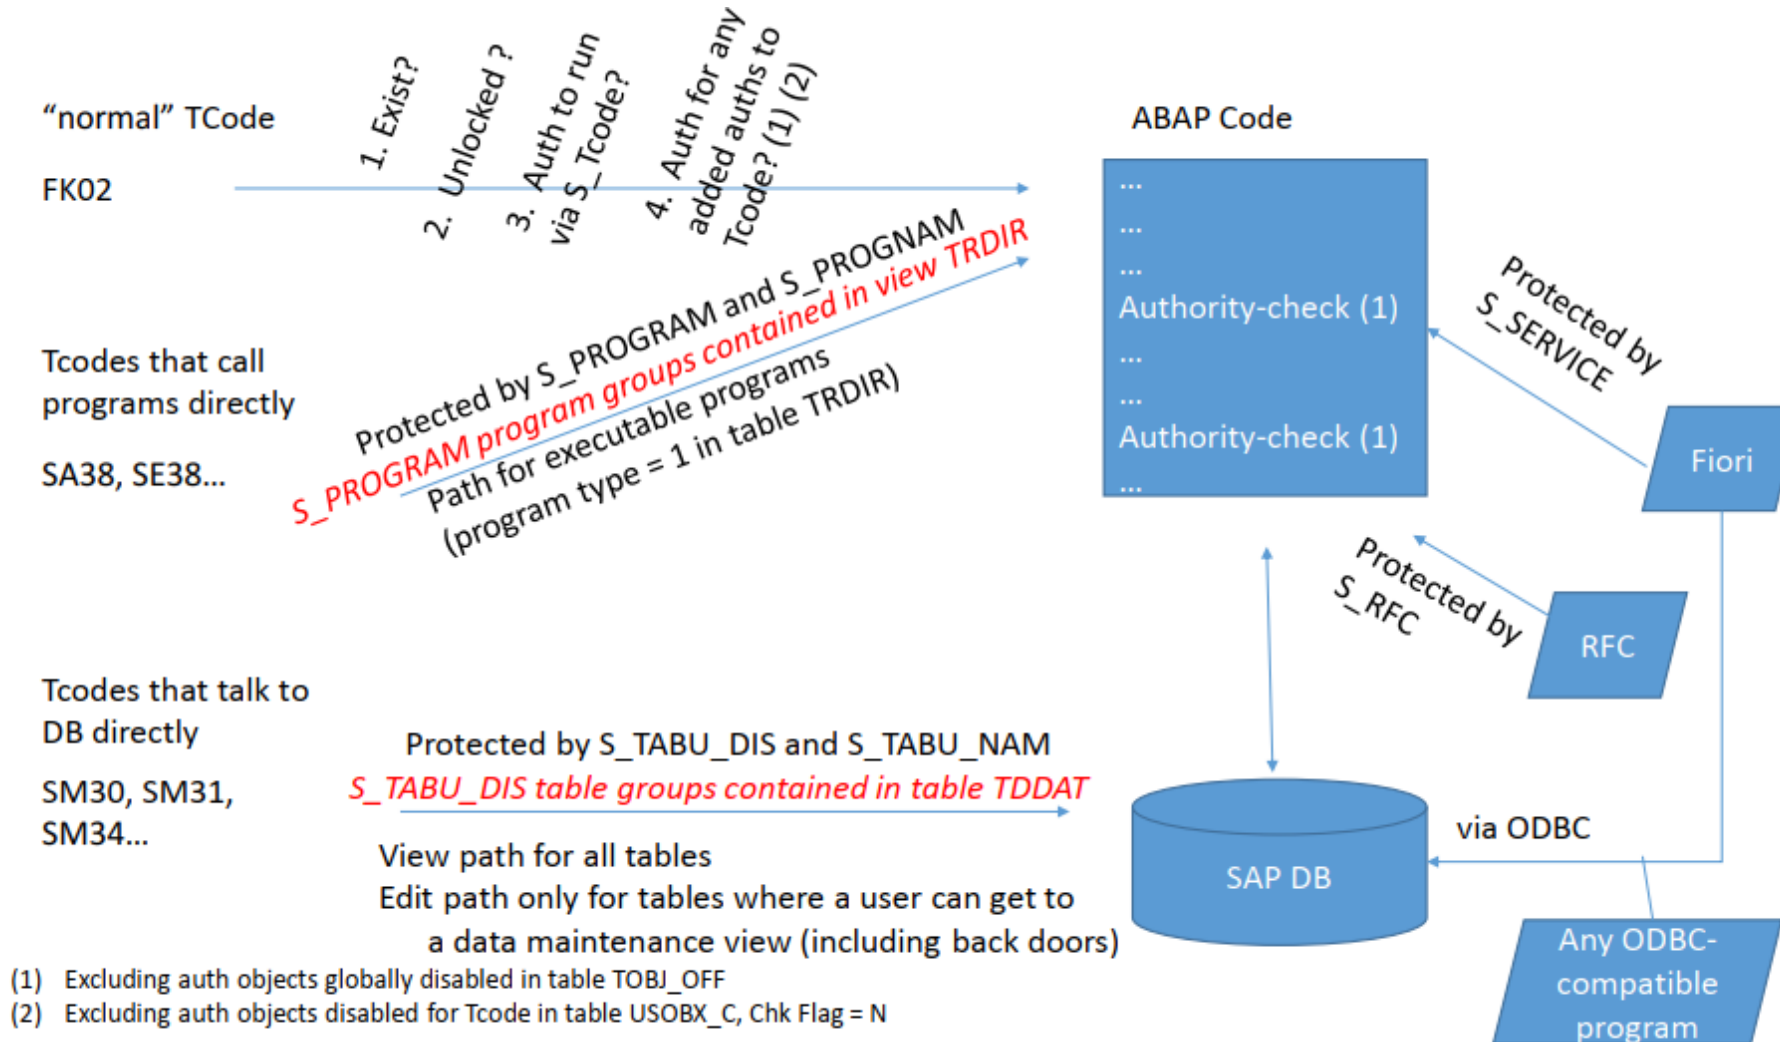 "normal" TCode
FK02
1. Exist?
2. Unlocked ?
3. Auth to run
via S_Tcode?
4. Auth for any
added auths to
Tcode? (1) (2)
ABAP Code
...
...
...
Authority-check (1)
...
...
Authority-check (1)
...
Protected by
S_SERVICE
Fiori
Tcodes that call
programs directly
SA38, SE38...
Protected by S_PROGRAM and S_PROGNAM
S_PROGRAM program groups contained in view TRDIR
Path for executable programs
(program type = 1 in table TRDIR)
Protected by
S_RFC
RFC
Tcodes that talk to
DB directly
SM30, SM31,
SM34...
Protected by S_TABU_DIS and S_TABU_NAM
S_TABU_DIS table groups contained in table TDDAT
View path for all tables
Edit path only for tables where a user can get to
a data maintenance view (including back doors)
SAP DB
via ODBC
Any ODBC-
compatible
program
(1) Excluding auth objects globally disabled in table TOBJ_OFF
(2) Excluding auth objects disabled for Tcode in table USOBX_C, Chk Flag = N